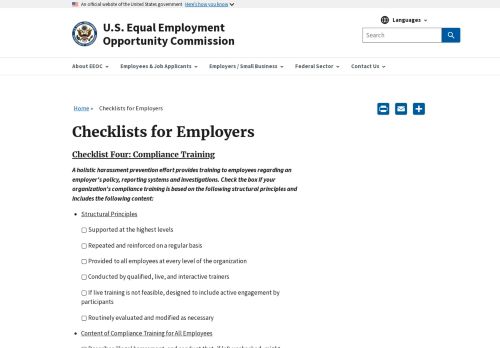 An official website of the United States government Here's how you know
U.S. Equal Employment
Opportunity Commission
Languages
Search
About EEOC
Employees & Job Applicants
Employers / Small Business
Federal Sector
Contact Us
Home » Checklists for Employers
Checklists for Employers
Checklist Four: Compliance Training
A holistic harassment prevention effort provides training to employees regarding an
employer's policy, reporting systems and investigations. Check the box if your
organization's compliance training is based on the following structural principles and
includes the following content:
Structural Principles
Supported at the highest levels
Repeated and reinforced on a regular basis
Provided to all employees at every level of the organization
Conducted by qualified, live, and interactive trainers
If live training is not feasible, designed to include active engagement by
participants
Routinely evaluated and modified as necessary
Content of Compliance Training for All Employees